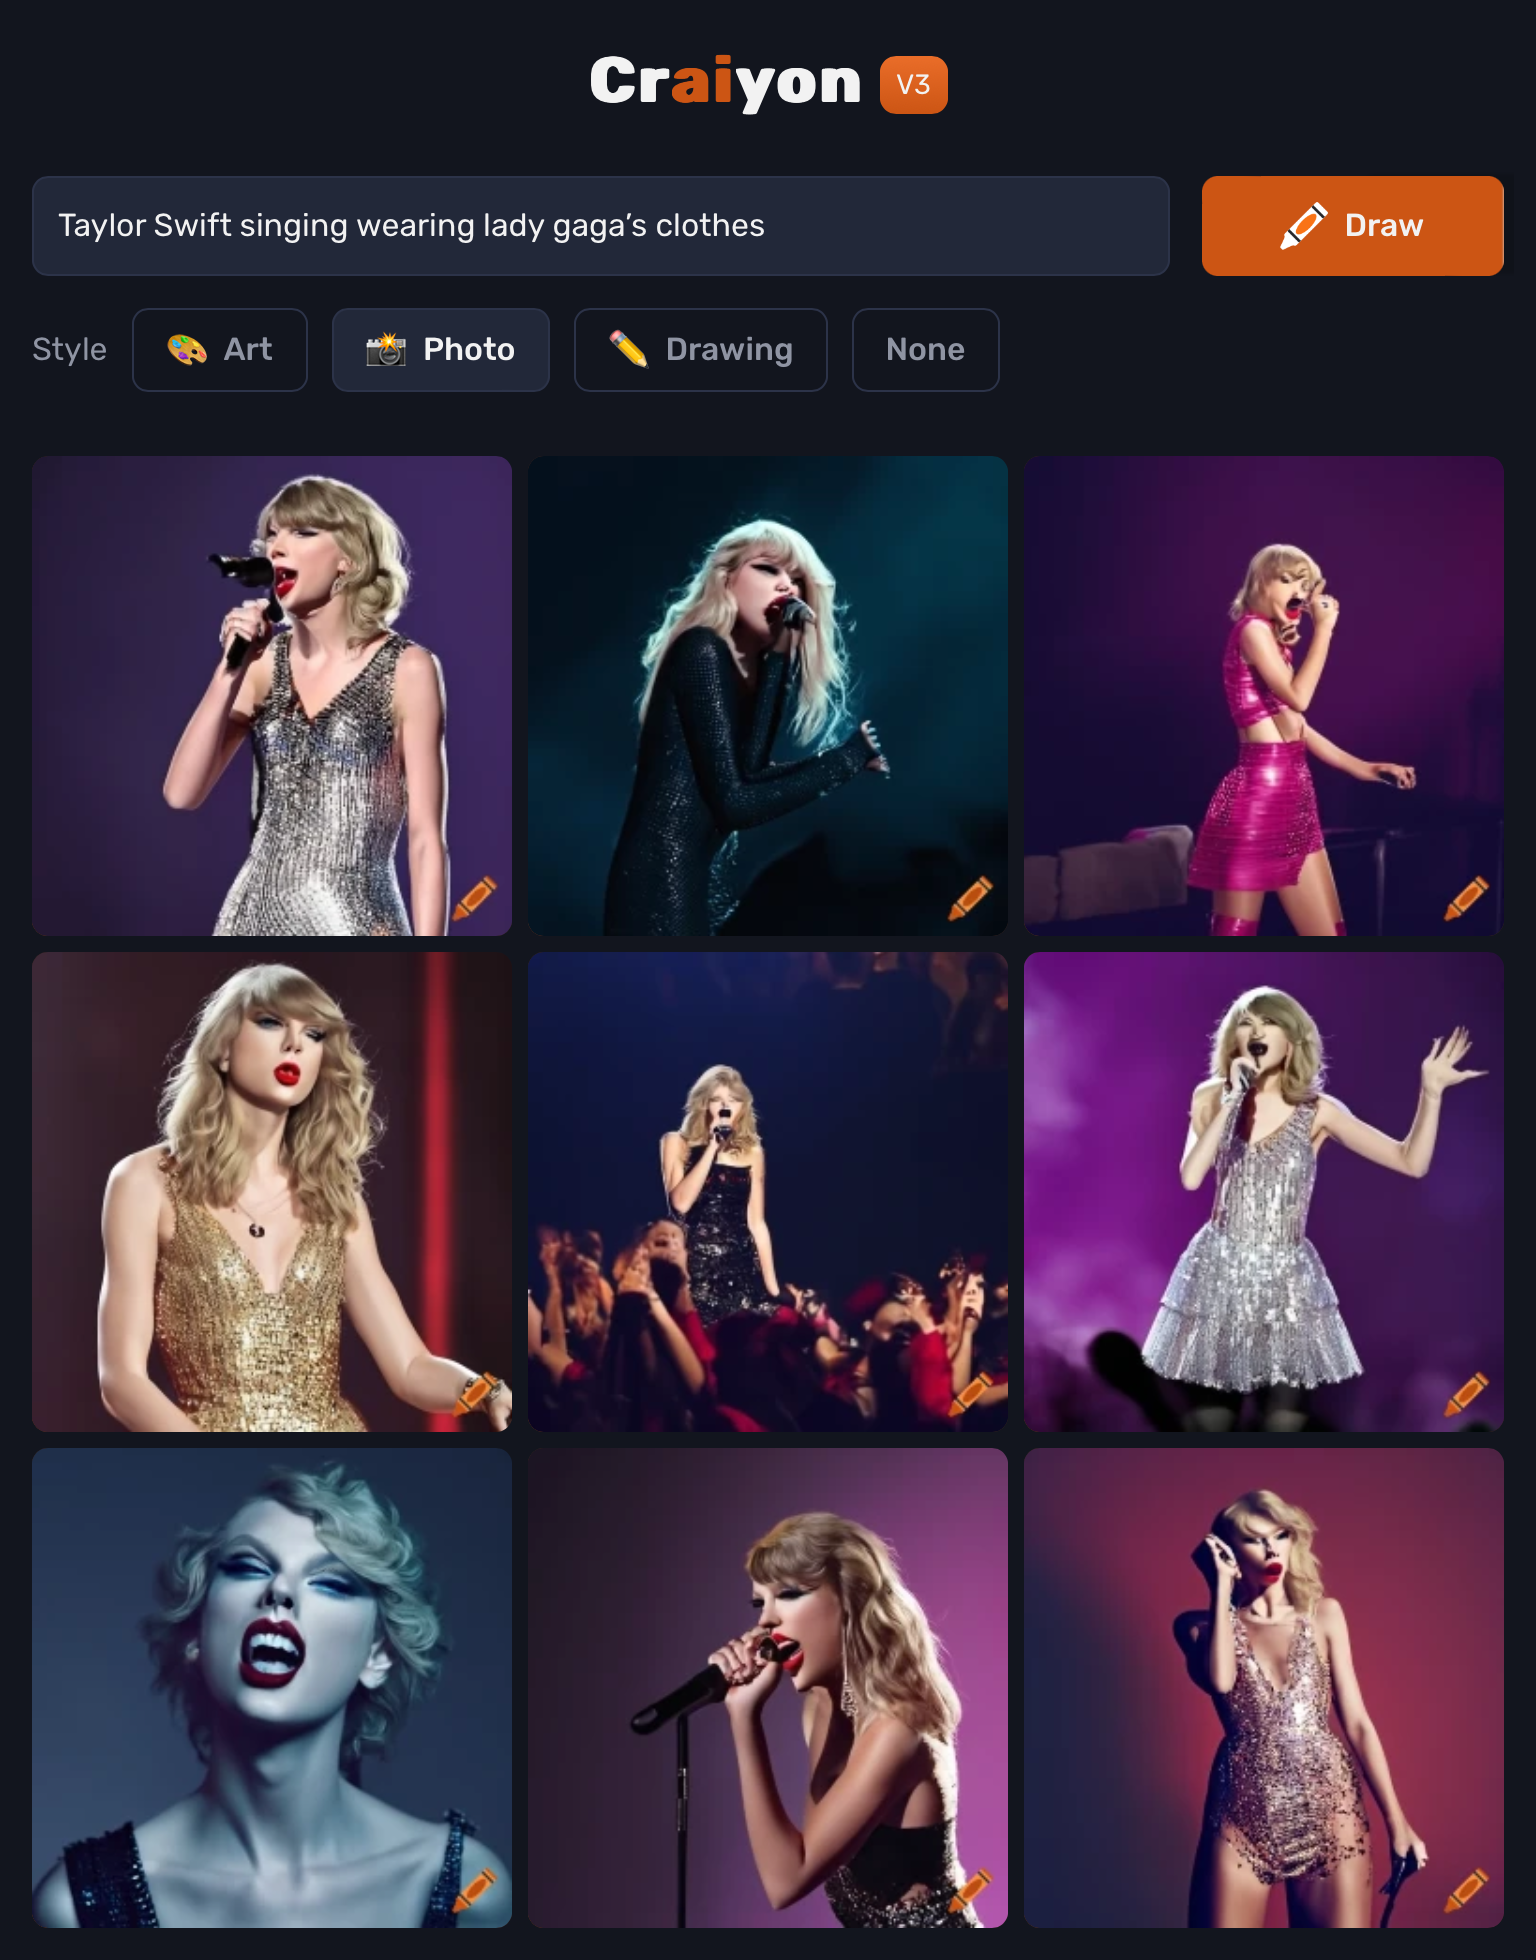 Craiyon V3
Taylor Swift singing wearing lady gaga’s clothes
Draw
Style
Art
Photo
Drawing
None